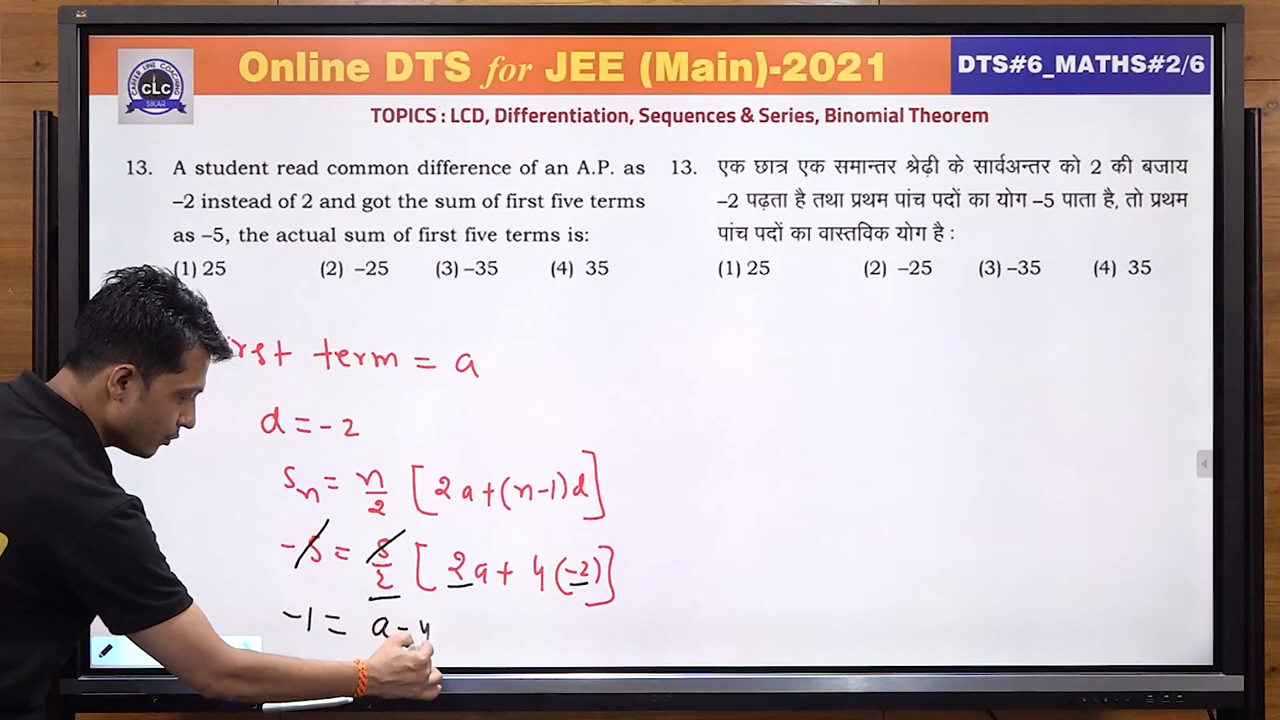 Online DTS for JEE (Main)-2021
DTS#6_MATHS#2/6
CAREER LINE COACHING
CLC
SIKAR
TOPICS : LCD, Differentiation, Sequences & Series, Binomial Theorem
13. A student read common difference of an A.P. as
–2 instead of 2 and got the sum of first five terms
as –5, the actual sum of first five terms is:
(1) 25 (2) –25 (3) –35 (4) 35
13. एक छात्र एक समान्तर श्रेढ़ी के सार्वअन्तर को 2 की बजाय
–2 पढ़ता है तथा प्रथम पांच पदों का योग –5 पाता है, तो प्रथम
पांच पदों का वास्तविक योग है :
(1) 25 (2) –25 (3) –35 (4) 35
rst term = a
d = -2
Sn = n/2 [2a+(n-1)d]
-5 = 5/2 [2a+ 4(-2)]
-1 = a-4